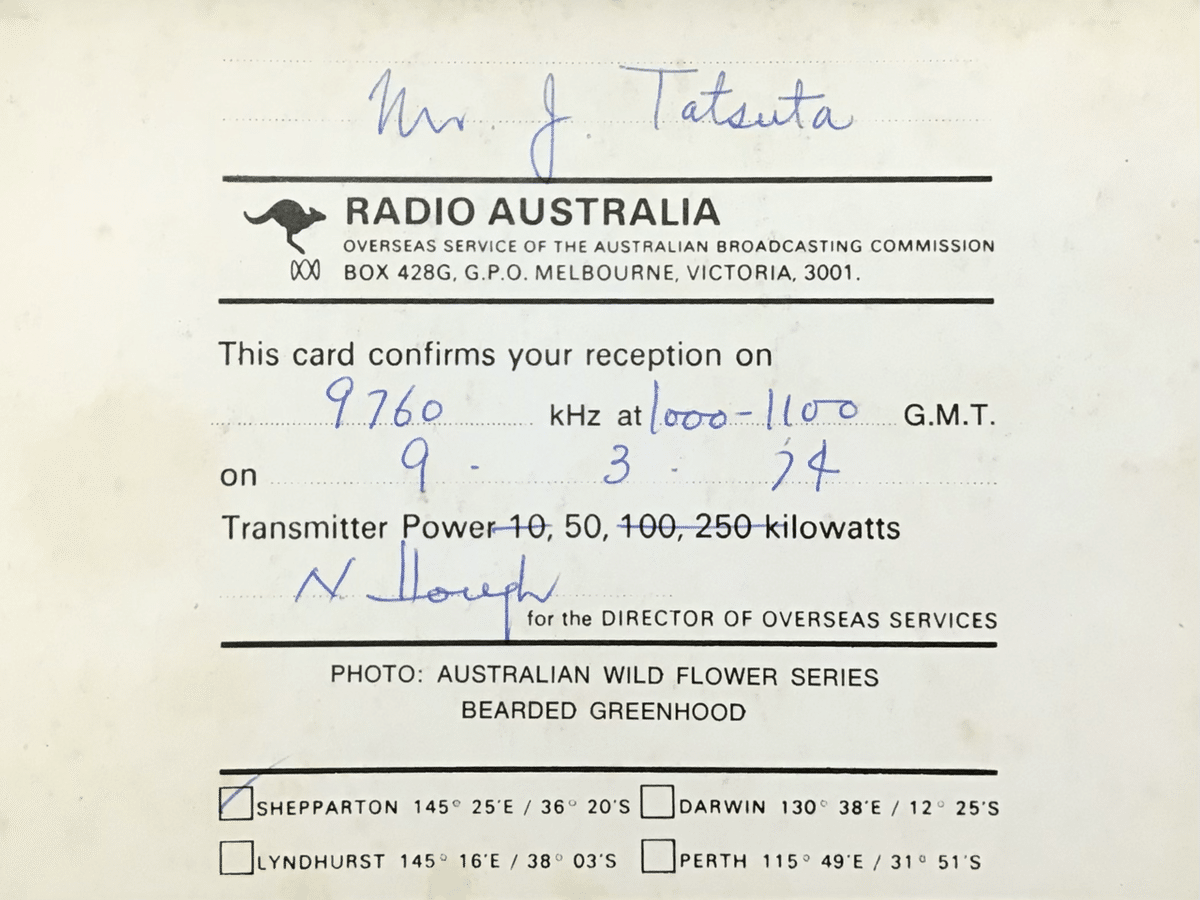 Mr. J Tatsuta
RADIO AUSTRALIA
OVERSEAS SERVICE OF THE AUSTRALIAN BROADCASTING COMMISSION
BOX 428G, G.P.O. MELBOURNE, VICTORIA, 3001.
This card confirms your reception on
9760 kHz at 1000-1100 G.M.T.
on 9 . 3 . 74
Transmitter Power 10, 50, 100, 250 kilowatts
N Hough
for the DIRECTOR OF OVERSEAS SERVICES
PHOTO: AUSTRALIAN WILD FLOWER SERIES
BEARDED GREENHOOD
SHEPPARTON 145° 25'E / 36° 20'S DARWIN 130° 38'E / 12° 25'S
LYNDHURST 145° 16'E / 38° 03'S PERTH 115° 49'E / 31° 51'S